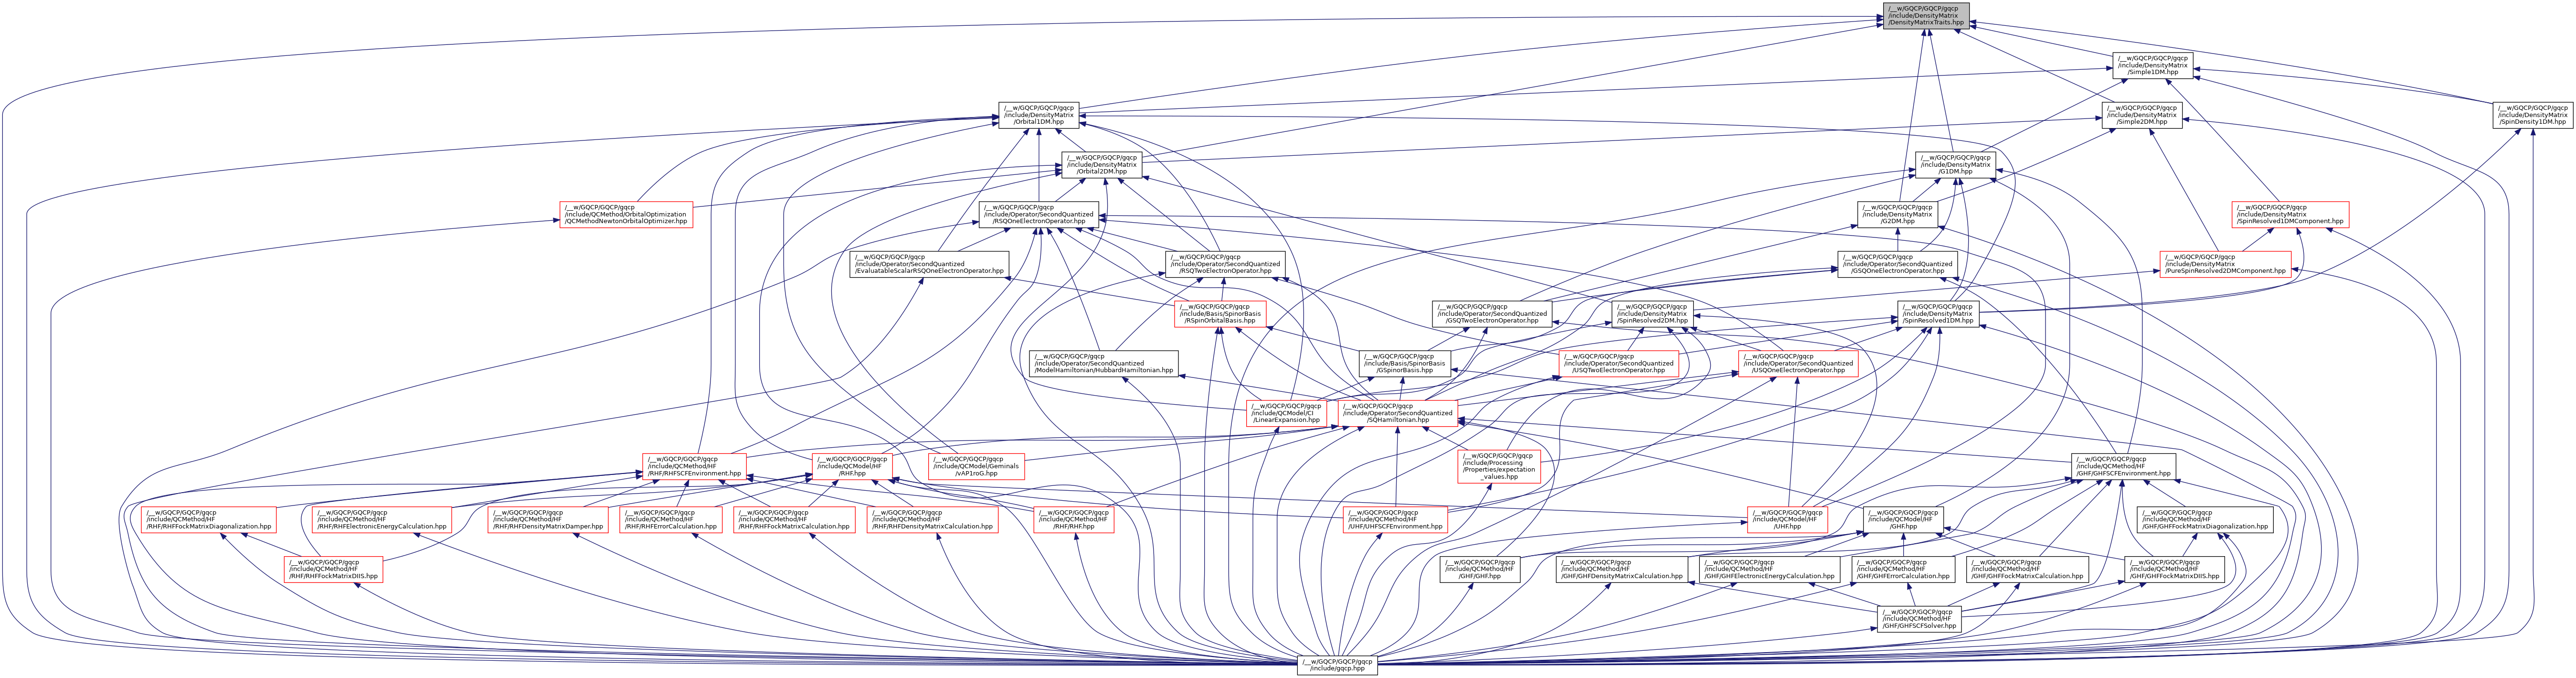 /__w/GQCP/GQCP/gqcp
/include/DensityMatrix
/DensityMatrixTraits.hpp
/__w/GQCP/GQCP/gqcp
/include/DensityMatrix
/Simple1DM.hpp
/__w/GQCP/GQCP/gqcp
/include/DensityMatrix
/Orbital1DM.hpp
/__w/GQCP/GQCP/gqcp
/include/DensityMatrix
/Simple2DM.hpp
/__w/GQCP/GQCP/gqcp
/include/DensityMatrix
/SpinDensity1DM.hpp
/__w/GQCP/GQCP/gqcp
/include/DensityMatrix
/Orbital2DM.hpp
/__w/GQCP/GQCP/gqcp
/include/DensityMatrix
/G1DM.hpp
/__w/GQCP/GQCP/gqcp
/include/QCMethod/OrbitalOptimization
/QCMethodNewtonOrbitalOptimizer.hpp
/__w/GQCP/GQCP/gqcp
/include/Operator/SecondQuantized
/RSQOneElectronOperator.hpp
/__w/GQCP/GQCP/gqcp
/include/DensityMatrix
/G2DM.hpp
/__w/GQCP/GQCP/gqcp
/include/DensityMatrix
/SpinResolved1DMComponent.hpp
/__w/GQCP/GQCP/gqcp
/include/Operator/SecondQuantized
/EvaluatableScalarRSQOneElectronOperator.hpp
/__w/GQCP/GQCP/gqcp
/include/Operator/SecondQuantized
/RSQTwoElectronOperator.hpp
/__w/GQCP/GQCP/gqcp
/include/Operator/SecondQuantized
/GSQOneElectronOperator.hpp
/__w/GQCP/GQCP/gqcp
/include/DensityMatrix
/PureSpinResolved2DMComponent.hpp
/__w/GQCP/GQCP/gqcp
/include/Basis/SpinorBasis
/RSpinOrbitalBasis.hpp
/__w/GQCP/GQCP/gqcp
/include/Operator/SecondQuantized
/GSQTwoElectronOperator.hpp
/__w/GQCP/GQCP/gqcp
/include/DensityMatrix
/SpinResolved2DM.hpp
/__w/GQCP/GQCP/gqcp
/include/DensityMatrix
/SpinResolved1DM.hpp
/__w/GQCP/GQCP/gqcp
/include/Operator/SecondQuantized
/ModelHamiltonian/HubbardHamiltonian.hpp
/__w/GQCP/GQCP/gqcp
/include/Basis/SpinorBasis
/GSpinorBasis.hpp
/__w/GQCP/GQCP/gqcp
/include/Operator/SecondQuantized
/USQTwoElectronOperator.hpp
/__w/GQCP/GQCP/gqcp
/include/Operator/SecondQuantized
/USQOneElectronOperator.hpp
/__w/GQCP/GQCP/gqcp
/include/QCModel/CI
/LinearExpansion.hpp
/__w/GQCP/GQCP/gqcp
/include/Operator/SecondQuantized
/SQHamiltonian.hpp
/__w/GQCP/GQCP/gqcp
/include/QCMethod/HF
/RHF/RHFSCFEnvironment.hpp
/__w/GQCP/GQCP/gqcp
/include/QCModel/HF
/RHF.hpp
/__w/GQCP/GQCP/gqcp
/include/QCModel/Geminals
/vAP1roG.hpp
/__w/GQCP/GQCP/gqcp
/include/Processing
/Properties/expectation
_values.hpp
/__w/GQCP/GQCP/gqcp
/include/QCMethod/HF
/GHF/GHFSCFEnvironment.hpp
/__w/GQCP/GQCP/gqcp
/include/QCMethod/HF
/RHF/RHFFockMatrixDiagonalization.hpp
/__w/GQCP/GQCP/gqcp
/include/QCMethod/HF
/RHF/RHFElectronicEnergyCalculation.hpp
/__w/GQCP/GQCP/gqcp
/include/QCMethod/HF
/RHF/RHFDensityMatrixDamper.hpp
/__w/GQCP/GQCP/gqcp
/include/QCMethod/HF
/RHF/RHFErrorCalculation.hpp
/__w/GQCP/GQCP/gqcp
/include/QCMethod/HF
/RHF/RHFFockMatrixCalculation.hpp
/__w/GQCP/GQCP/gqcp
/include/QCMethod/HF
/RHF/RHFDensityMatrixCalculation.hpp
/__w/GQCP/GQCP/gqcp
/include/QCMethod/HF
/RHF/RHF.hpp
/__w/GQCP/GQCP/gqcp
/include/QCMethod/HF
/UHF/UHFSCFEnvironment.hpp
/__w/GQCP/GQCP/gqcp
/include/QCModel/HF
/UHF.hpp
/__w/GQCP/GQCP/gqcp
/include/QCModel/HF
/GHF.hpp
/__w/GQCP/GQCP/gqcp
/include/QCMethod/HF
/GHF/GHFFockMatrixDiagonalization.hpp
/__w/GQCP/GQCP/gqcp
/include/QCMethod/HF
/RHF/RHFFockMatrixDIIS.hpp
/__w/GQCP/GQCP/gqcp
/include/QCMethod/HF
/GHF/GHF.hpp
/__w/GQCP/GQCP/gqcp
/include/QCMethod/HF
/GHF/GHFDensityMatrixCalculation.hpp
/__w/GQCP/GQCP/gqcp
/include/QCMethod/HF
/GHF/GHFElectronicEnergyCalculation.hpp
/__w/GQCP/GQCP/gqcp
/include/QCMethod/HF
/GHF/GHFErrorCalculation.hpp
/__w/GQCP/GQCP/gqcp
/include/QCMethod/HF
/GHF/GHFFockMatrixCalculation.hpp
/__w/GQCP/GQCP/gqcp
/include/QCMethod/HF
/GHF/GHFFockMatrixDIIS.hpp
/__w/GQCP/GQCP/gqcp
/include/QCMethod/HF
/GHF/GHFSCFSolver.hpp
/__w/GQCP/GQCP/gqcp
/include/gqcp.hpp